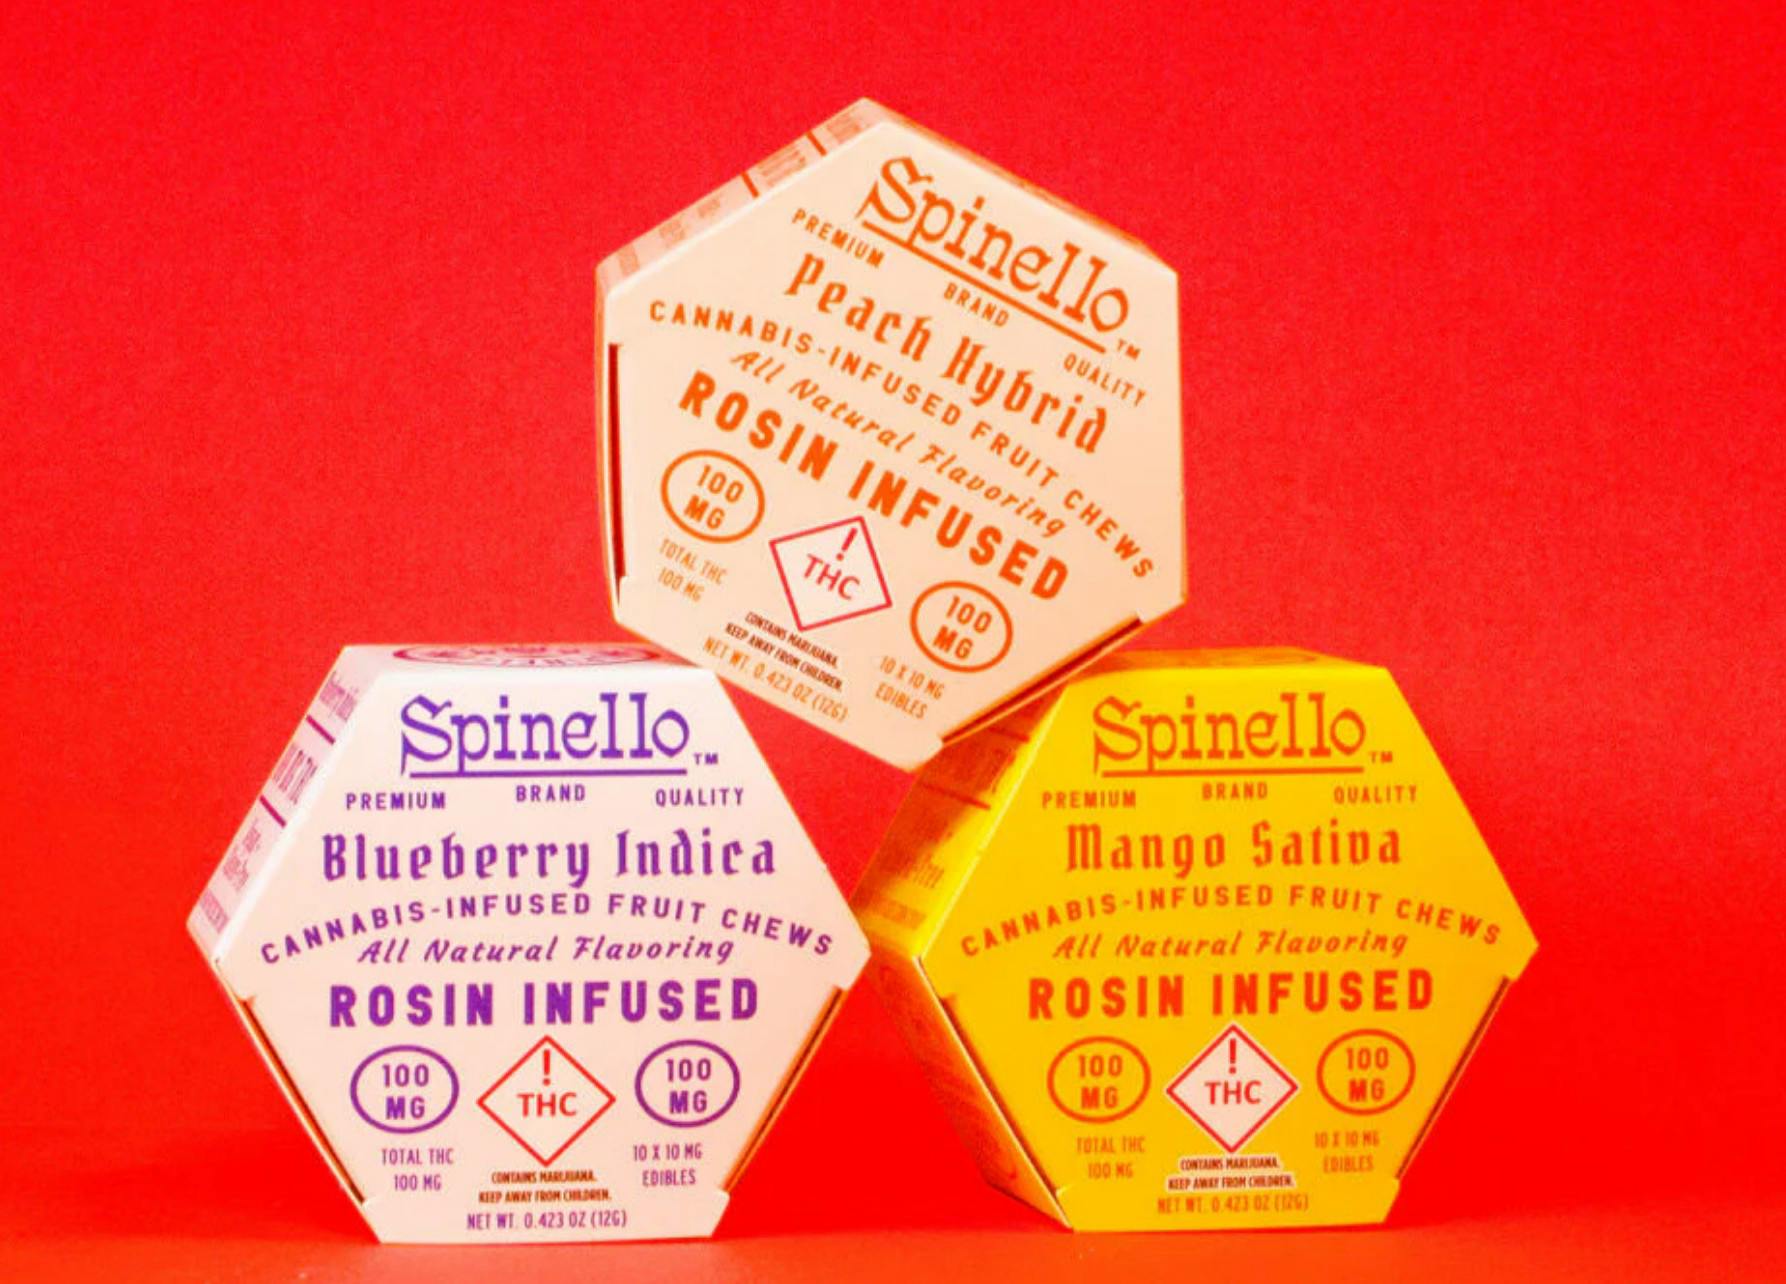 Spinello™
PREMIUM BRAND QUALITY
Peach Hybrid
CANNABIS-INFUSED FRUIT CHEWS
All Natural Flavoring
ROSIN INFUSED
100 MG
TOTAL THC
100 MG
!
THC
CONTAINS MARIJUANA.
KEEP AWAY FROM CHILDREN.
NET WT. 0.423 OZ (12G)
100 MG
10 X 10 MG
EDIBLES
Spinello™
PREMIUM BRAND QUALITY
Blueberry Indica
CANNABIS-INFUSED FRUIT CHEWS
All Natural Flavoring
ROSIN INFUSED
100 MG
TOTAL THC
100 MG
!
THC
CONTAINS MARIJUANA.
KEEP AWAY FROM CHILDREN.
NET WT. 0.423 OZ (12G)
100 MG
10 X 10 MG
EDIBLES
Spinello™
PREMIUM BRAND QUALITY
Mango Sativa
CANNABIS-INFUSED FRUIT CHEWS
All Natural Flavoring
ROSIN INFUSED
100 MG
TOTAL THC
100 MG
!
THC
CONTAINS MARIJUANA.
KEEP AWAY FROM CHILDREN.
NET WT. 0.423 OZ (12G)
100 MG
10 X 10 MG
EDIBLES